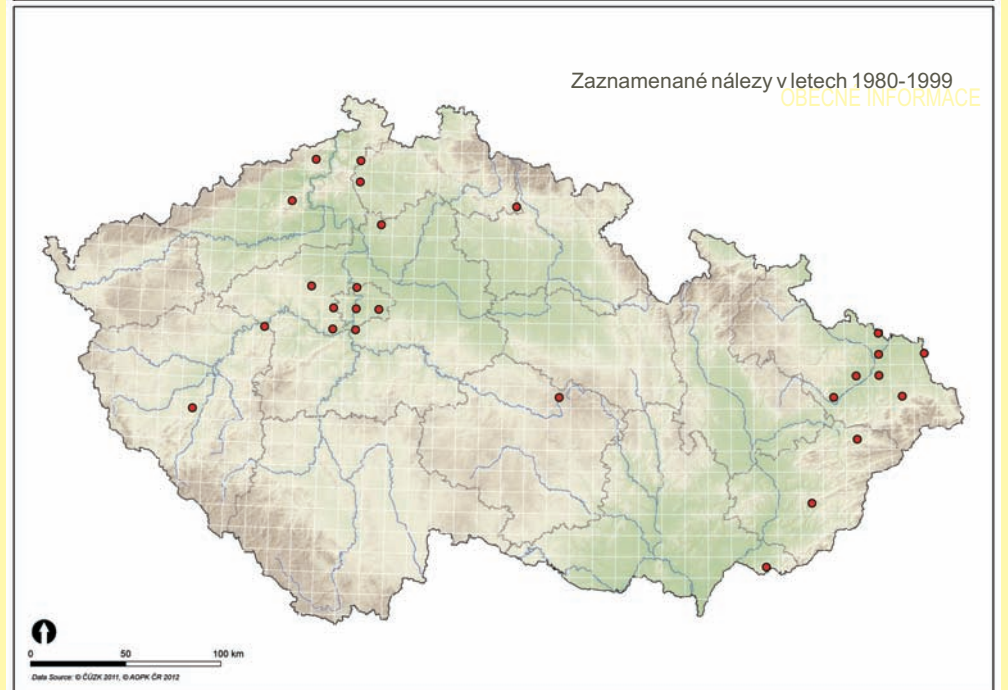 Zaznamenané nálezy v letech 1980-1999
OBECNÉ INFORMACE
0 50 100 km
Data Source: © ČÚZK 2011, © AOPK ČR 2012